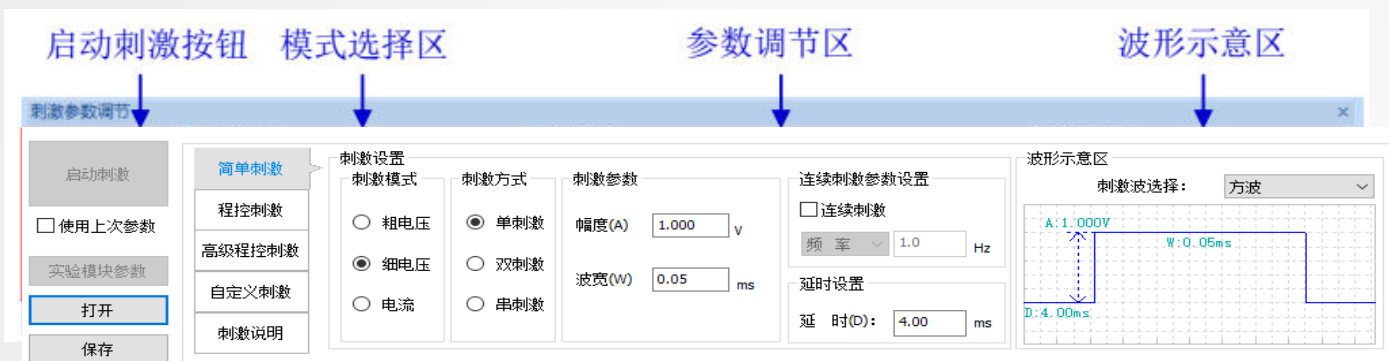 启动刺激按钮 模式选择区 参数调节区 波形示意区
刺激参数调节
启动刺激
使用上次参数
实验模块参数
打开
保存
简单刺激
程控刺激
高级程控刺激
自定义刺激
刺激说明
刺激设置
刺激模式
粗电压
细电压
电流
刺激方式
单刺激
双刺激
串刺激
刺激参数
幅度(A) 1.000 V
波宽(W) 0.05 ms
连续刺激参数设置
连续刺激
频 率 1.0 Hz
延时设置
延 时(D): 4.00 ms
波形示意区
刺激波选择: 方波
A:1.000V
W:0.05ms
D:4.00ms